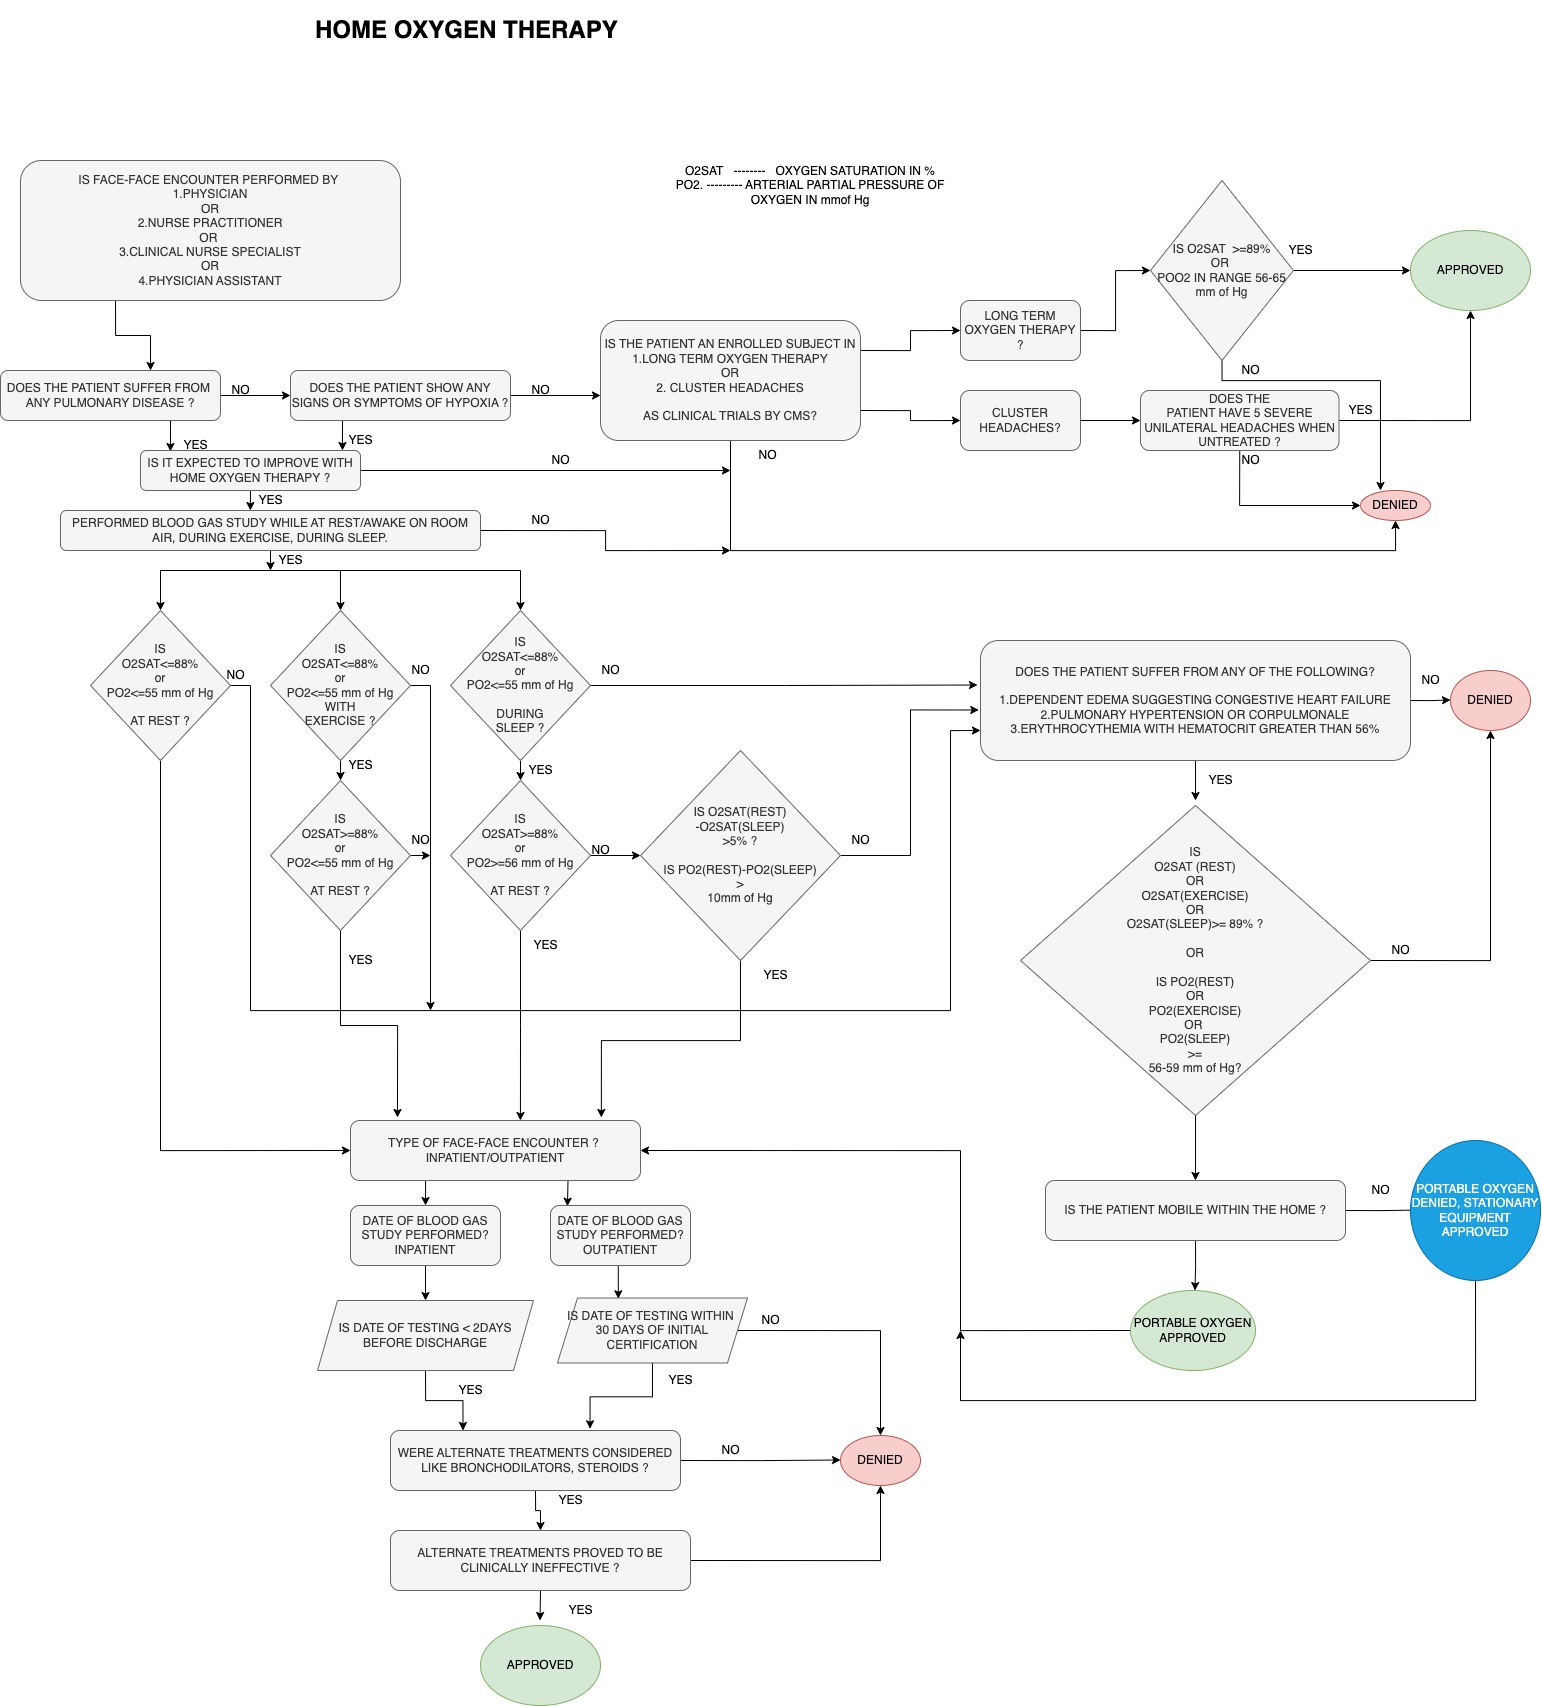 HOME OXYGEN THERAPY
IS FACE-FACE ENCOUNTER PERFORMED BY
1.PHYSICIAN
OR
2.NURSE PRACTITIONER
OR
3.CLINICAL NURSE SPECIALIST
OR
4.PHYSICIAN ASSISTANT
O2SAT -------- OXYGEN SATURATION IN %
PO2. --------- ARTERIAL PARTIAL PRESSURE OF
OXYGEN IN mmof Hg
IS O2SAT >=89%
OR
POO2 IN RANGE 56-65
mm of Hg
YES
APPROVED
NO
DOES THE PATIENT SUFFER FROM
ANY PULMONARY DISEASE ?
NO
DOES THE PATIENT SHOW ANY
SIGNS OR SYMPTOMS OF HYPOXIA ?
NO
IS THE PATIENT AN ENROLLED SUBJECT IN
1.LONG TERM OXYGEN THERAPY
OR
2. CLUSTER HEADACHES
AS CLINICAL TRIALS BY CMS?
NO
LONG TERM
OXYGEN THERAPY
?
CLUSTER
HEADACHES?
DOES THE
PATIENT HAVE 5 SEVERE
UNILATERAL HEADACHES WHEN
UNTREATED ?
YES
NO
DENIED
YES
YES
IS IT EXPECTED TO IMPROVE WITH
HOME OXYGEN THERAPY ?
NO
YES
PERFORMED BLOOD GAS STUDY WHILE AT REST/AWAKE ON ROOM
AIR, DURING EXERCISE, DURING SLEEP.
NO
YES
IS
O2SAT<=88%
or
PO2<=55 mm of Hg
AT REST ?
NO
IS
O2SAT<=88%
or
PO2<=55 mm of Hg
WITH
EXERCISE ?
NO
YES
IS
O2SAT<=88%
or
PO2<=55 mm of Hg
DURING
SLEEP ?
NO
YES
IS
O2SAT>=88%
or
PO2<=55 mm of Hg
AT REST ?
NO
YES
IS
O2SAT>=88%
or
PO2>=56 mm of Hg
AT REST ?
NO
YES
IS O2SAT(REST)
-O2SAT(SLEEP)
>5% ?
IS PO2(REST)-PO2(SLEEP)
>
10mm of Hg
NO
YES
DOES THE PATIENT SUFFER FROM ANY OF THE FOLLOWING?
1.DEPENDENT EDEMA SUGGESTING CONGESTIVE HEART FAILURE
2.PULMONARY HYPERTENSION OR CORPULMONALE
3.ERYTHROCYTHEMIA WITH HEMATOCRIT GREATER THAN 56%
NO
DENIED
YES
IS
O2SAT (REST)
OR
O2SAT(EXERCISE)
OR
O2SAT(SLEEP)>= 89% ?
OR
IS PO2(REST)
OR
PO2(EXERCISE)
OR
PO2(SLEEP)
>=
56-59 mm of Hg?
NO
IS THE PATIENT MOBILE WITHIN THE HOME ?
NO
PORTABLE OXYGEN
DENIED, STATIONARY
EQUIPMENT
APPROVED
PORTABLE OXYGEN
APPROVED
TYPE OF FACE-FACE ENCOUNTER ?
INPATIENT/OUTPATIENT
DATE OF BLOOD GAS
STUDY PERFORMED?
INPATIENT
DATE OF BLOOD GAS
STUDY PERFORMED?
OUTPATIENT
IS DATE OF TESTING < 2DAYS
BEFORE DISCHARGE
YES
IS DATE OF TESTING WITHIN
30 DAYS OF INITIAL
CERTIFICATION
NO
YES
WERE ALTERNATE TREATMENTS CONSIDERED
LIKE BRONCHODILATORS, STEROIDS ?
NO
DENIED
YES
ALTERNATE TREATMENTS PROVED TO BE
CLINICALLY INEFFECTIVE ?
YES
APPROVED